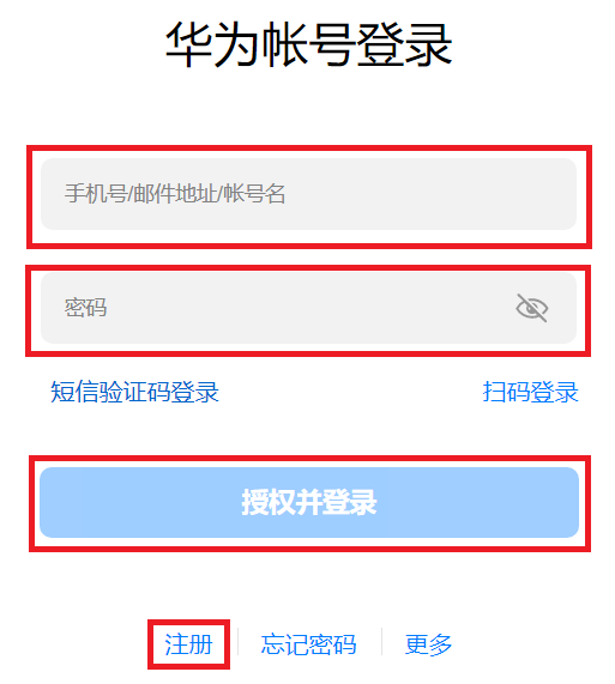 华为帐号登录
手机号/邮件地址/帐号名
密码
短信验证码登录 扫码登录
授权并登录
注册 忘记密码 更多